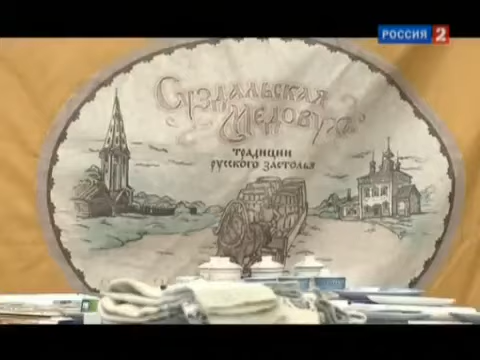 РОССИЯ 2
Суздальская
Медовуха
традиции
русского застолья